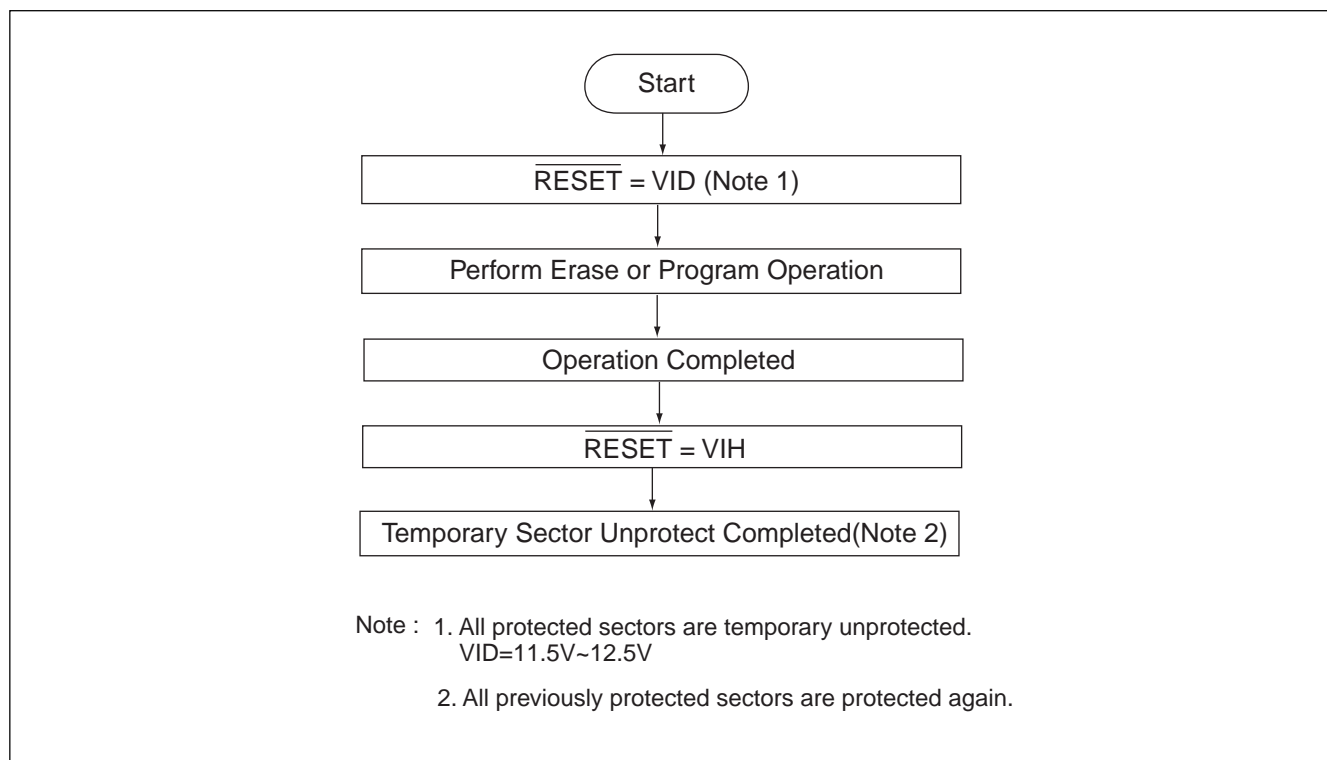 Start
RESET = VID (Note 1)
Perform Erase or Program Operation
Operation Completed
RESET = VIH
Temporary Sector Unprotect Completed(Note 2)
Note : 1. All protected sectors are temporary unprotected.
VID=11.5V~12.5V
2. All previously protected sectors are protected again.